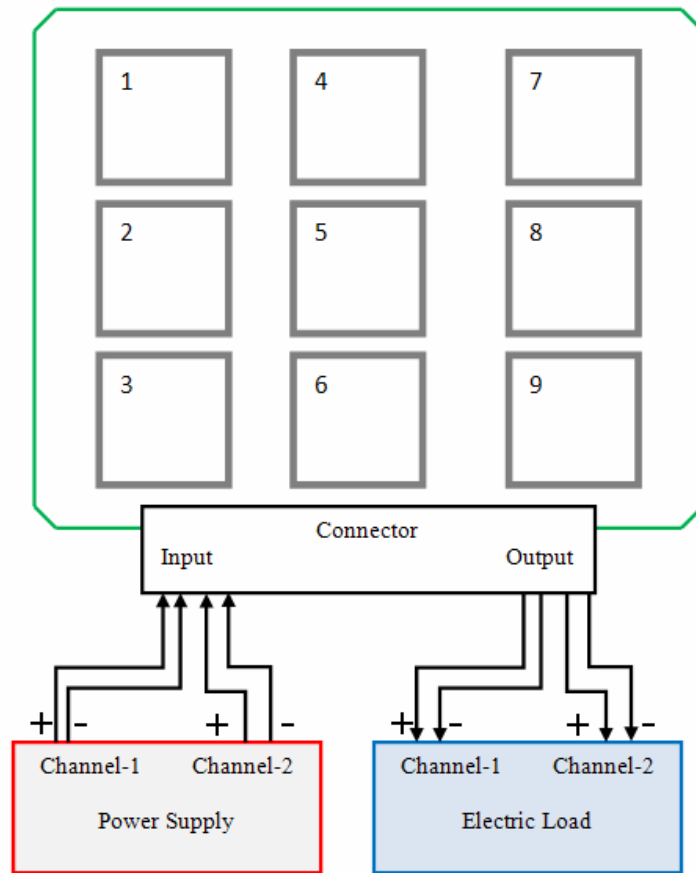 1 4 7
2 5 8
3 6 9
Connector
Input Output
+ - + - + - + -
Channel-1 Channel-2 Channel-1 Channel-2
Power Supply Electric Load